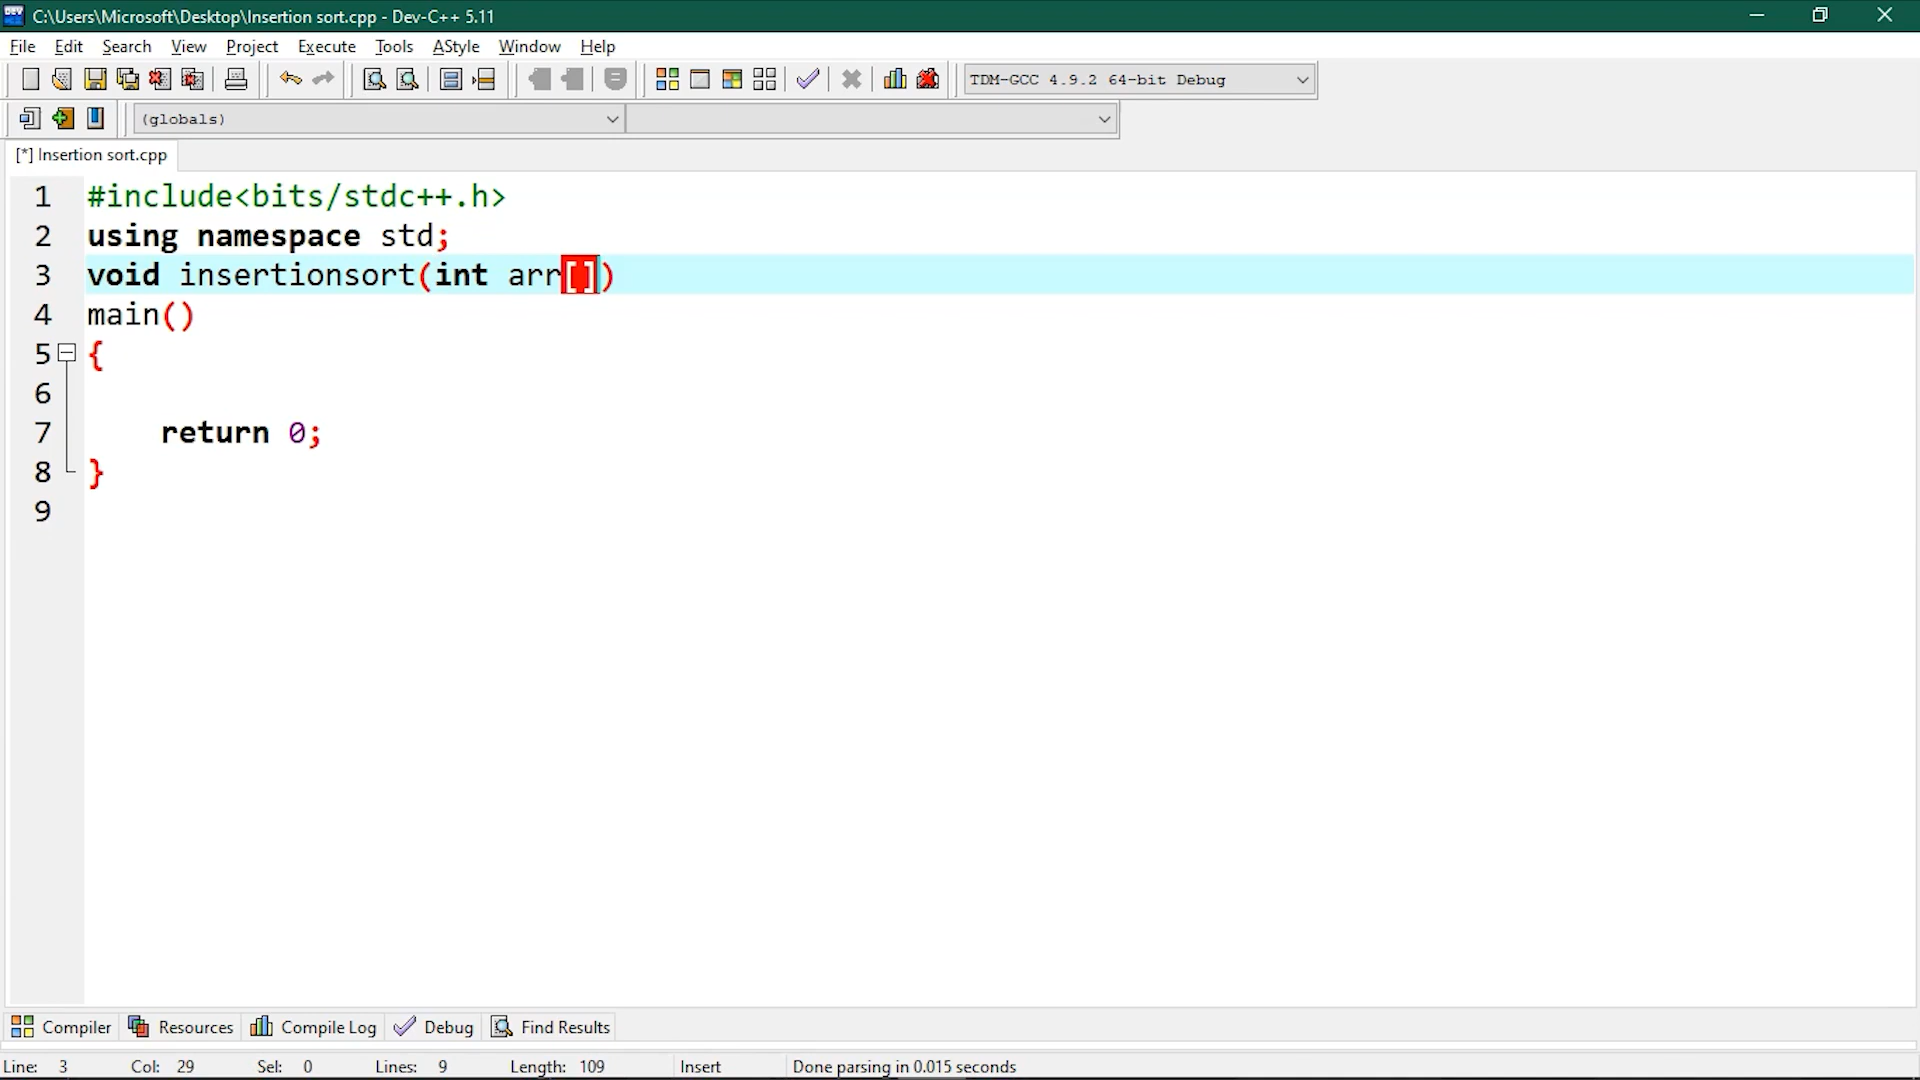 C:\Users\Microsoft\Desktop\Insertion sort.cpp - Dev-C++ 5.11
File Edit Search View Project Execute Tools AStyle Window Help
TDM-GCC 4.9.2 64-bit Debug
(globals)
[*] Insertion sort.cpp
1 #include<bits/stdc++.h>
2 using namespace std;
3 void insertionsort(int arr[])
4 main()
5 {
6
7 return 0;
8 }
9
Compiler Resources Compile Log Debug Find Results
Line: 3 Col: 29 Sel: 0 Lines: 9 Length: 109 Insert Done parsing in 0.015 seconds